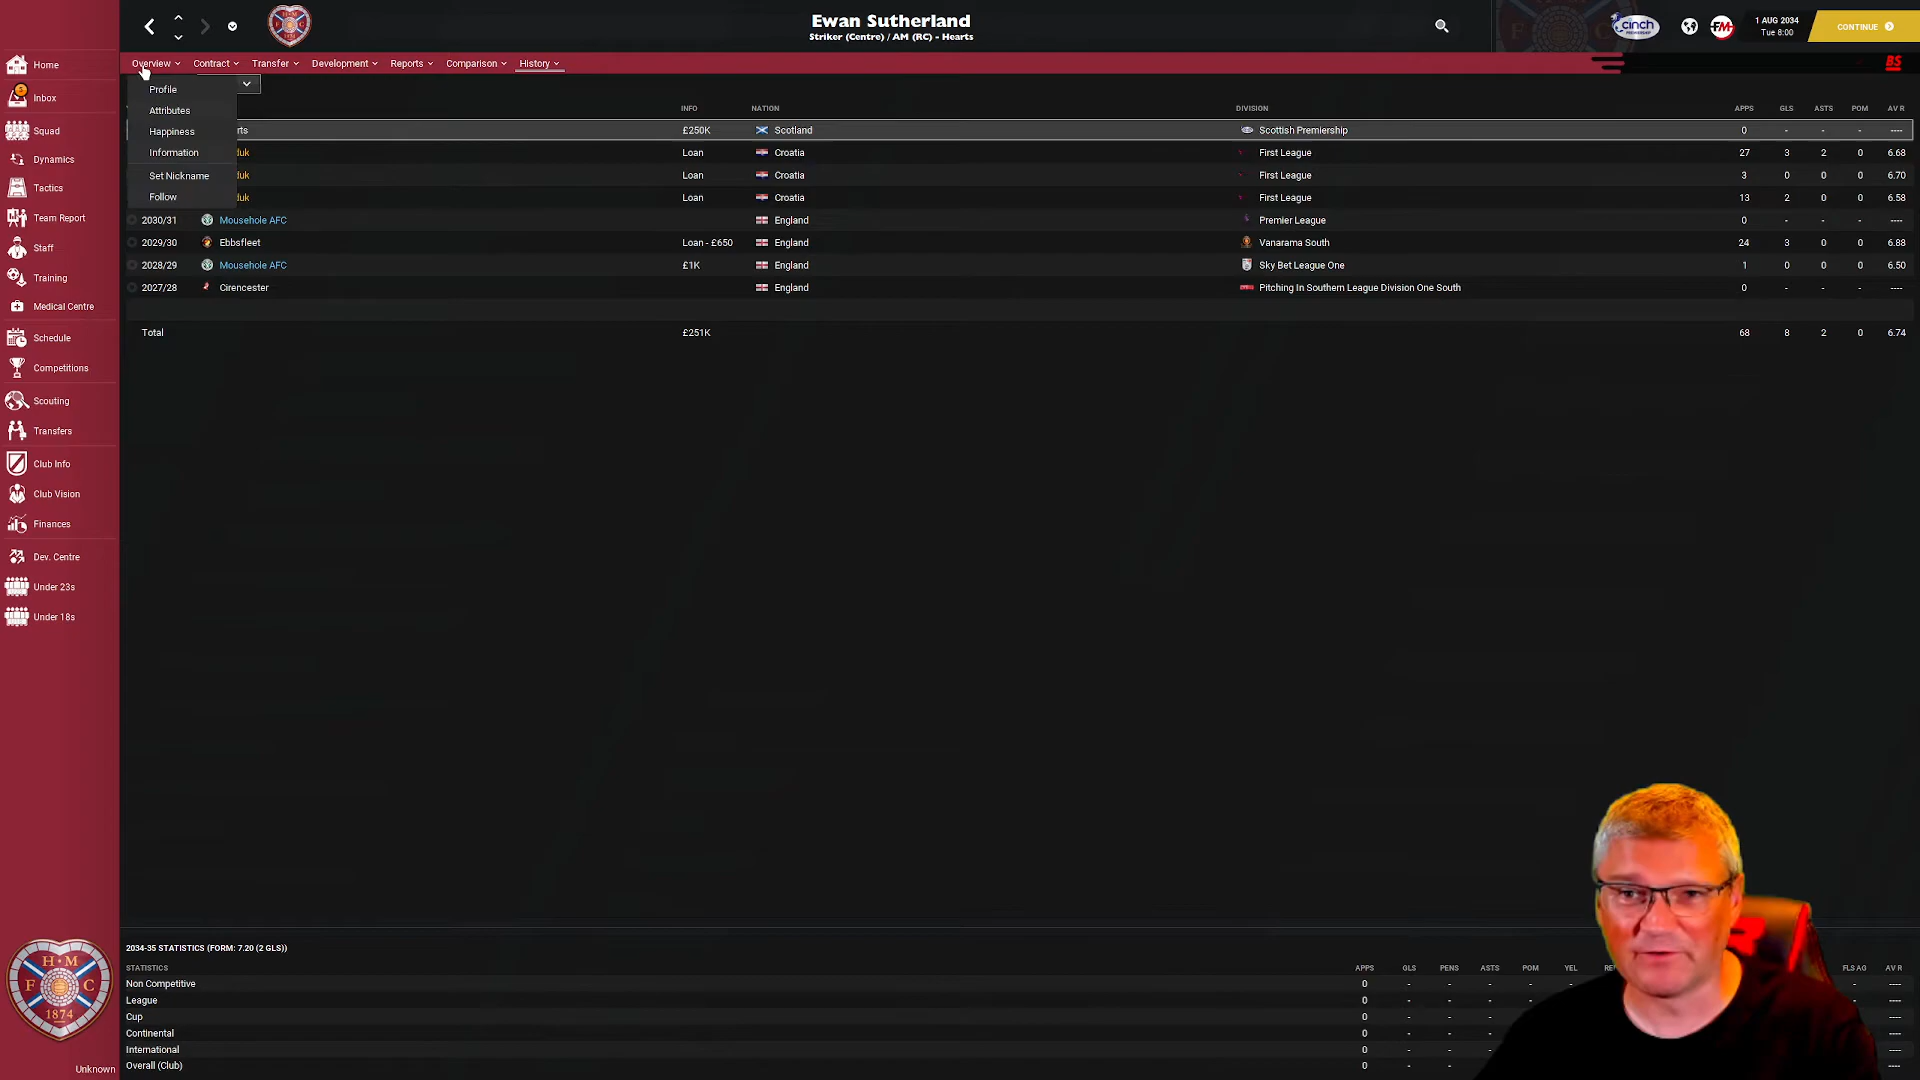 Ewan Sutherland
Striker (Centre) / AM (RC) - Hearts
cinch
FM
1 AUG 2034
Tue 8:00
CONTINUE
Overview
Contract
Transfer
Development
Reports
Comparison
History
BS
Home
Inbox
5
Squad
Dynamics
Tactics
Team Report
Staff
Training
Medical Centre
Schedule
Competitions
Scouting
Transfers
Club Info
Club Vision
Finances
Dev. Centre
Under 23s
Under 18s
H M
F C
1874
Unknown
Profile
Attributes
Happiness
Information
Set Nickname
Follow
INFO NATION DIVISION APPS GLS ASTS POM AV R
rts £250K Scotland Scottish Premiership 0 - - - ----
duk Loan Croatia First League 27 3 2 0 6.68
duk Loan Croatia First League 3 0 0 0 6.70
duk Loan Croatia First League 13 2 0 0 6.58
2030/31 Mousehole AFC England Premier League 0 - - - ----
2029/30 Ebbsfleet Loan - £650 England Vanarama South 24 3 0 0 6.88
2028/29 Mousehole AFC £1K England Sky Bet League One 1 0 0 0 6.50
2027/28 Cirencester England Pitching In Southern League Division One South 0 - - - ----
Total £251K 68 8 2 0 6.74
2034-35 STATISTICS (FORM: 7.20 (2 GLS))
STATISTICS APPS GLS PENS ASTS POM YEL FLS AG AV R
Non Competitive 0 - - - - - - ----
League 0 - - - - - - ----
Cup 0 - - - - - ----
Continental 0 - - - - - ----
International 0 - - - ----
Overall (Club) 0 - - - ----